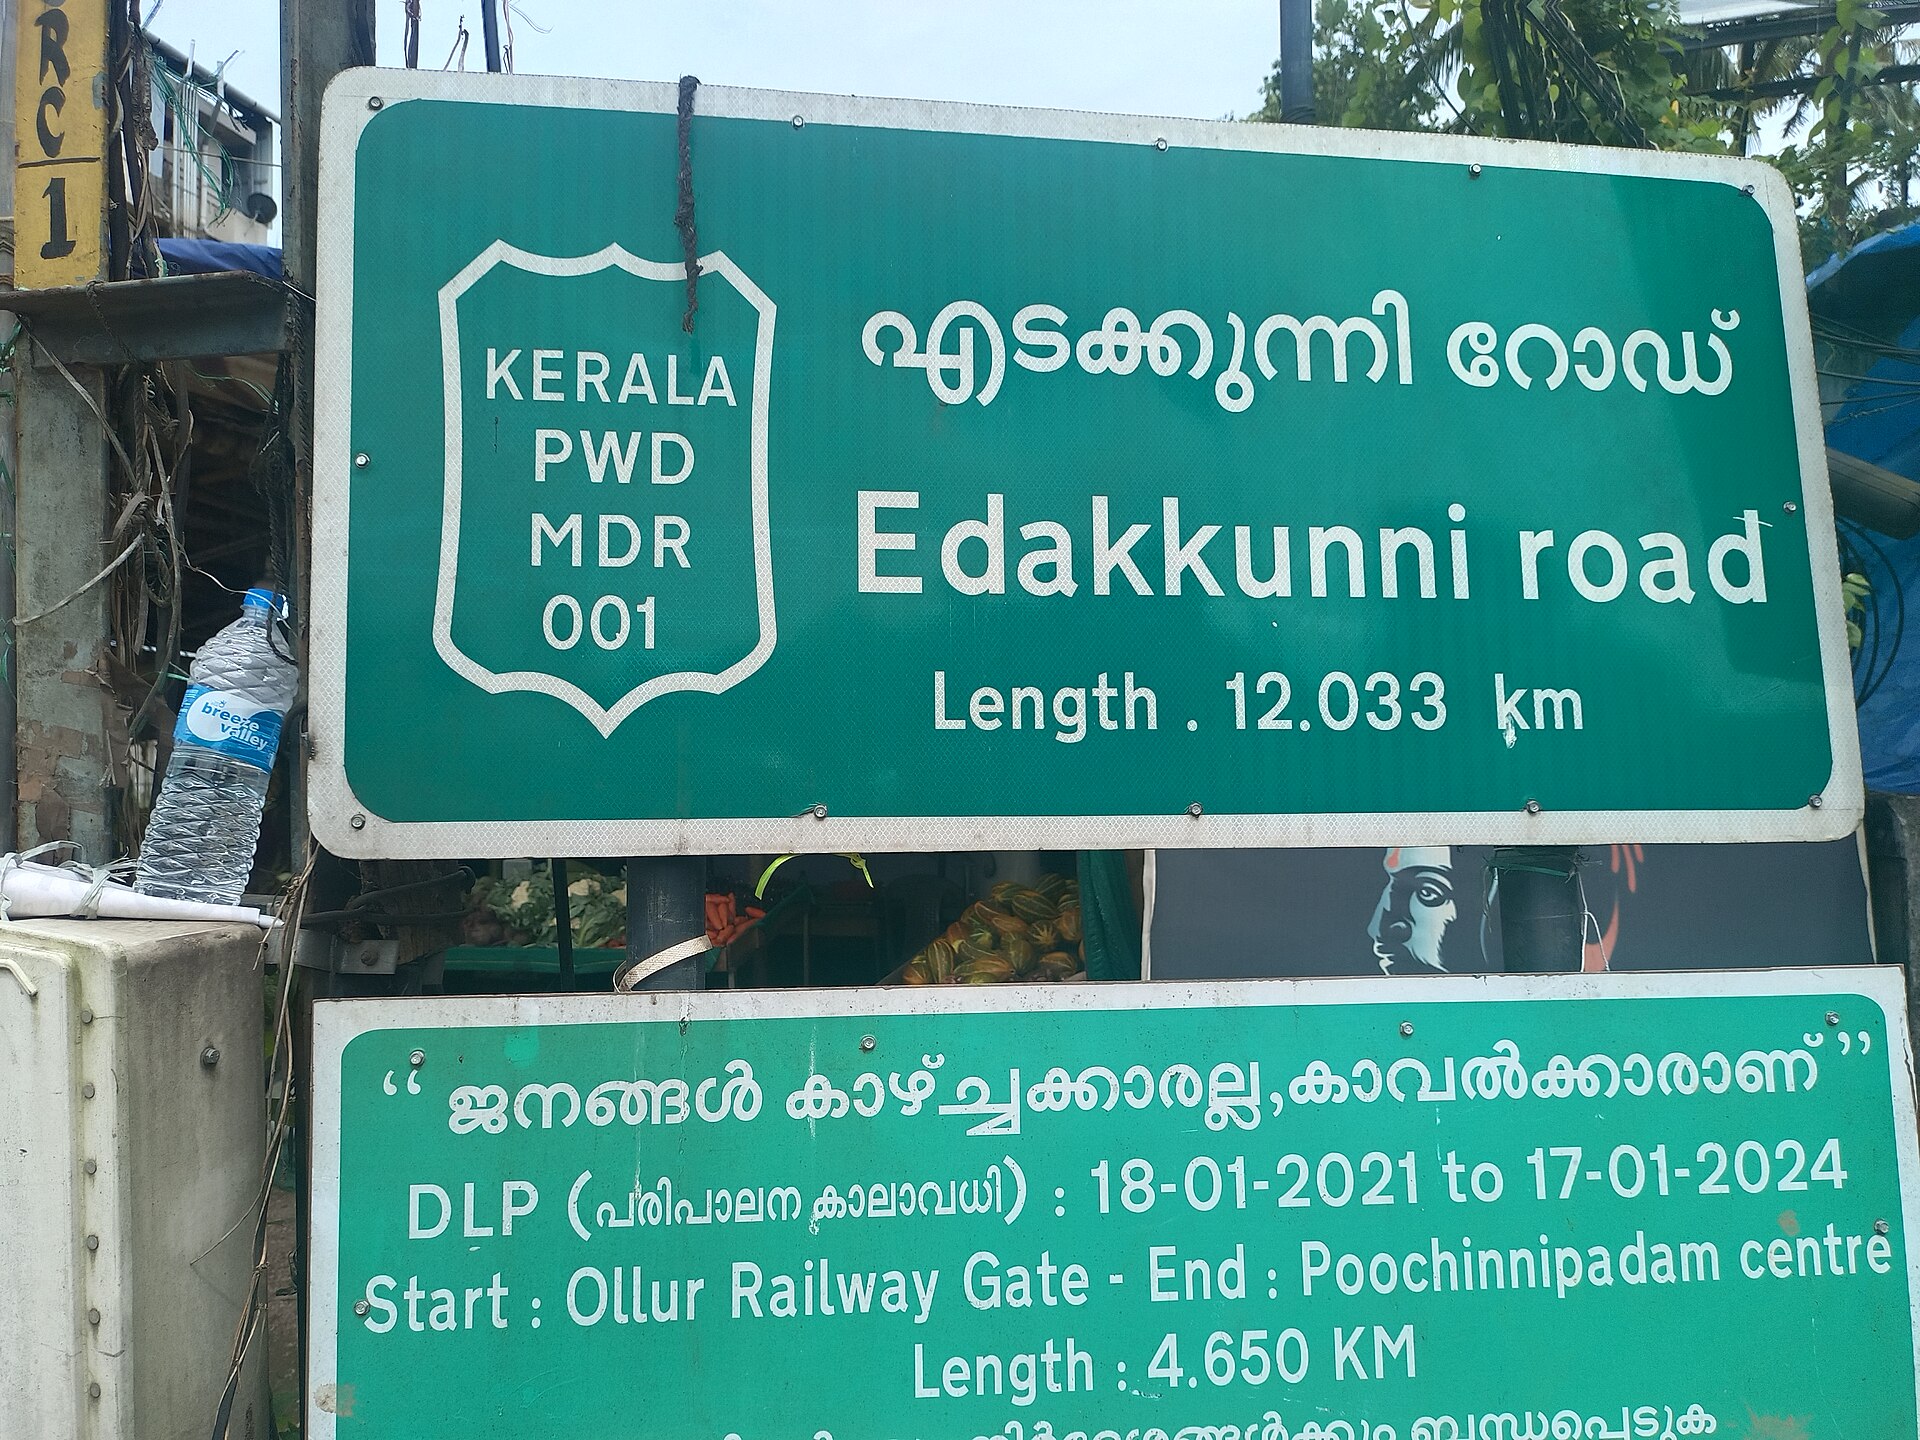 RC
1
KERALA
PWD
MDR
001
എടക്കുന്നി റോഡ്
Edakkunni road
Length . 12.033 km
breeze
valley
“ ജനങ്ങൾ കാഴ്ച്ചക്കാരല്ല,കാവൽക്കാരാണ് ”
DLP (പരിപാലന കാലാവധി) : 18-01-2021 to 17-01-2024
Start : Ollur Railway Gate - End : Poochinnipadam centre
Length : 4.650 KM
ബന്ധപ്പെടുക